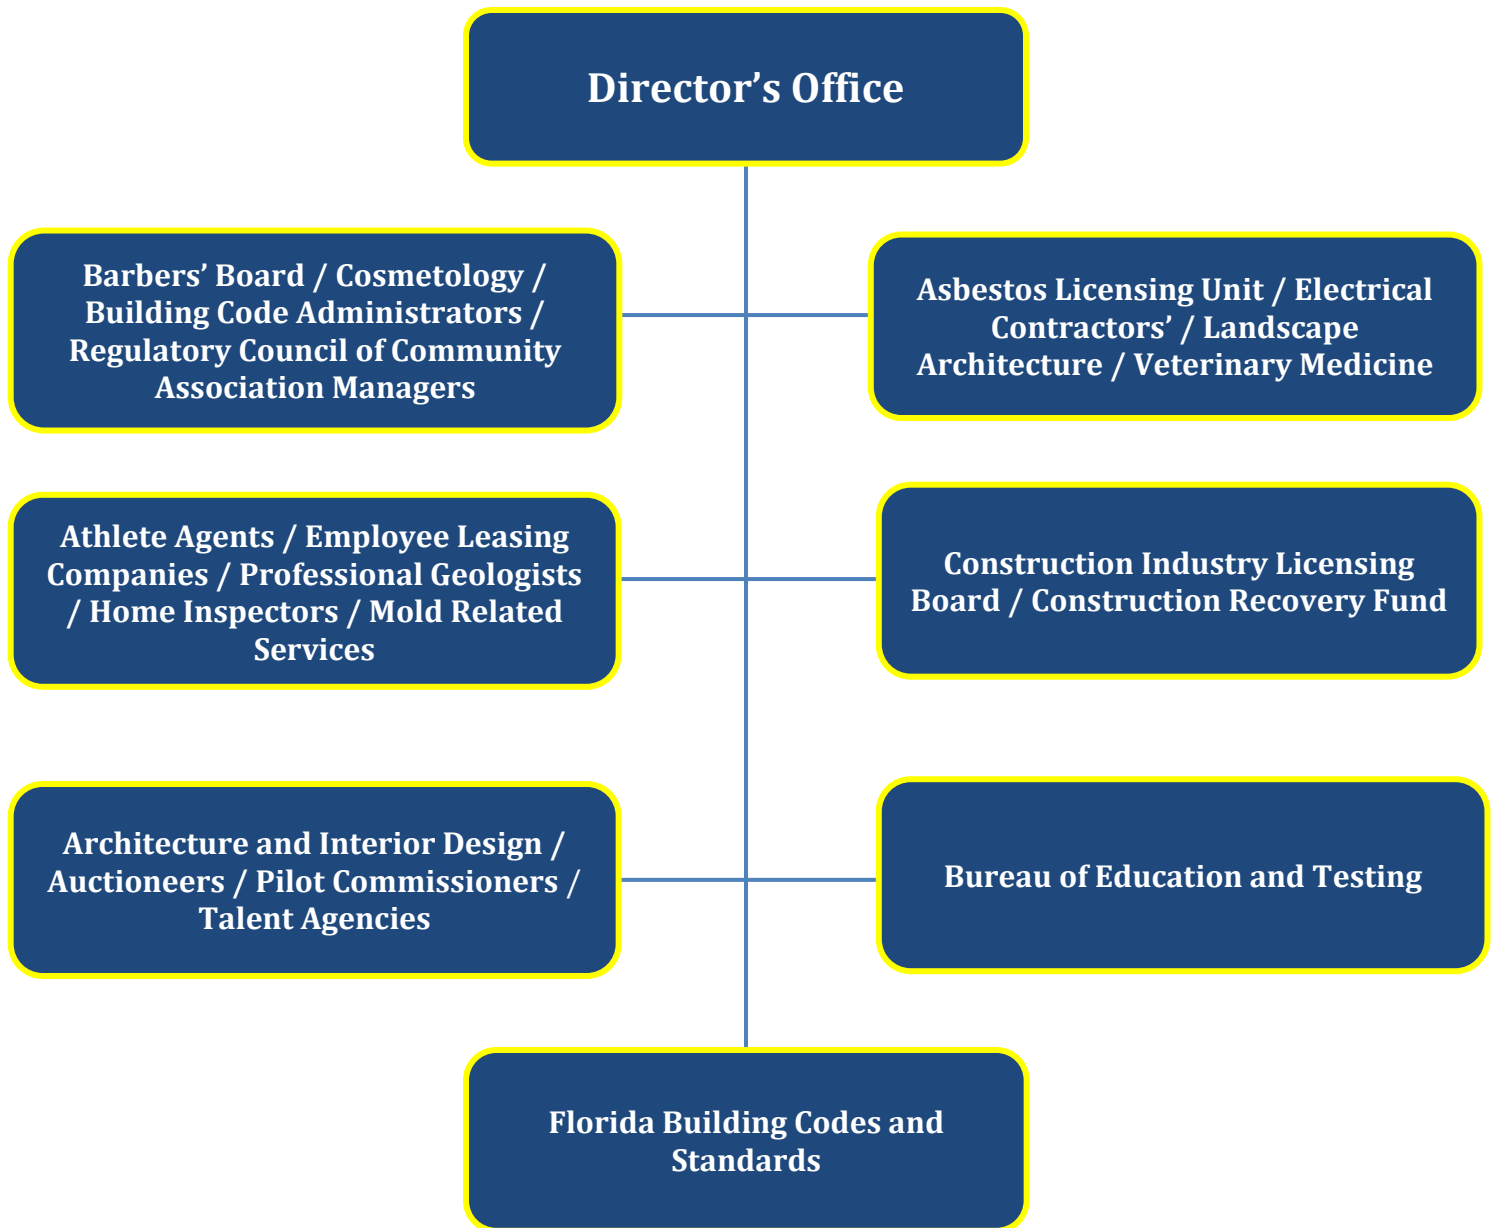 Director’s Office
Barbers’ Board / Cosmetology /
Building Code Administrators /
Regulatory Council of Community
Association Managers
Asbestos Licensing Unit / Electrical
Contractors’ / Landscape
Architecture / Veterinary Medicine
Athlete Agents / Employee Leasing
Companies / Professional Geologists
/ Home Inspectors / Mold Related
Services
Construction Industry Licensing
Board / Construction Recovery Fund
Architecture and Interior Design /
Auctioneers / Pilot Commissioners /
Talent Agencies
Bureau of Education and Testing
Florida Building Codes and
Standards